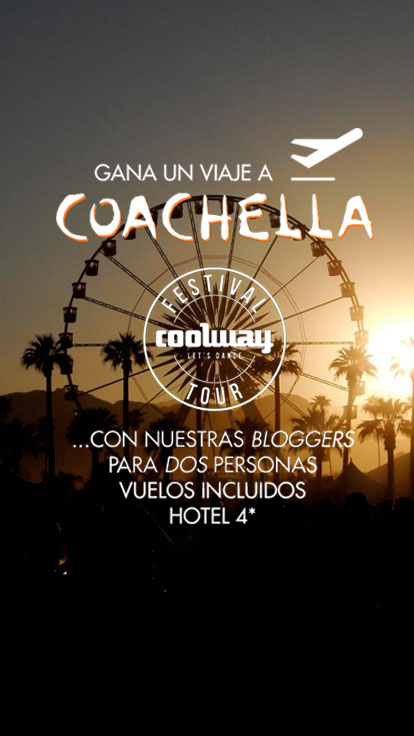 GANA UN VIAJE A
COACHELLA
FESTIVAL
coolway
LET'S DANCE
TOUR
...CON NUESTRAS BLOGGERS
PARA DOS PERSONAS
VUELOS INCLUIDOS
HOTEL 4*